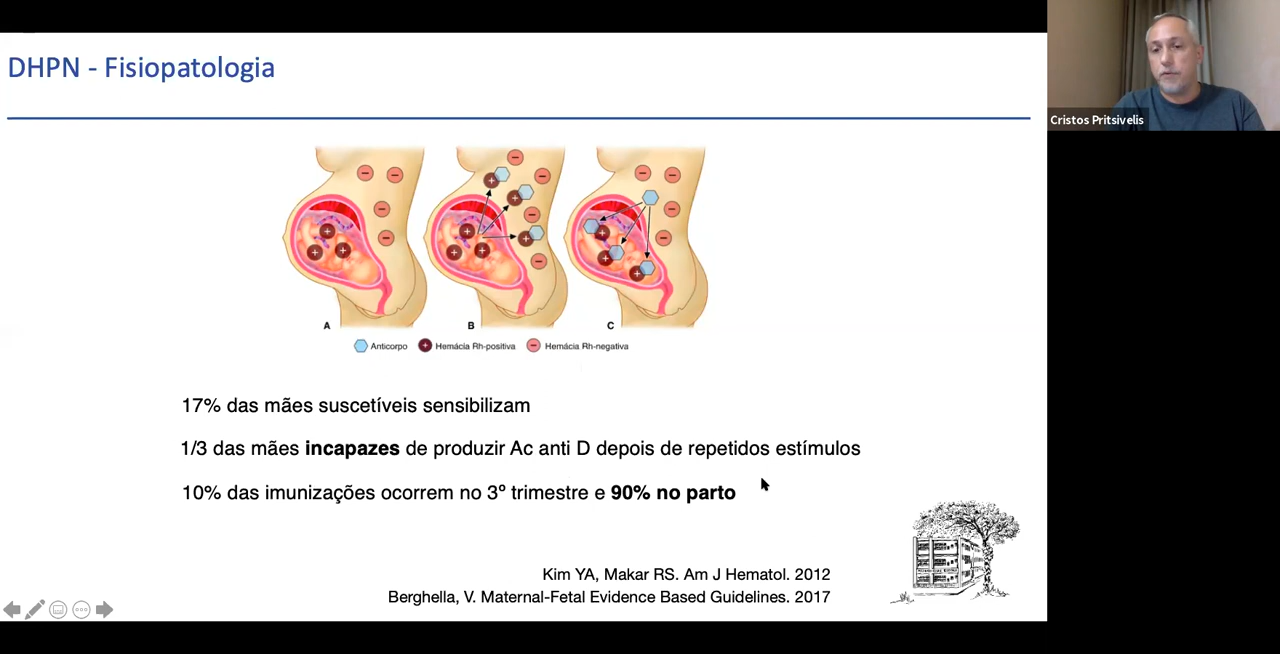 DHPN - Fisiopatologia
Cristos Pritsivelis
A B C
Anticorpo Hemácia Rh-positiva Hemácia Rh-negativa
17% das mães suscetíveis sensibilizam
1/3 das mães incapazes de produzir Ac anti D depois de repetidos estímulos
10% das imunizações ocorrem no 3º trimestre e 90% no parto
Kim YA, Makar RS. Am J Hematol. 2012
Berghella, V. Maternal-Fetal Evidence Based Guidelines. 2017